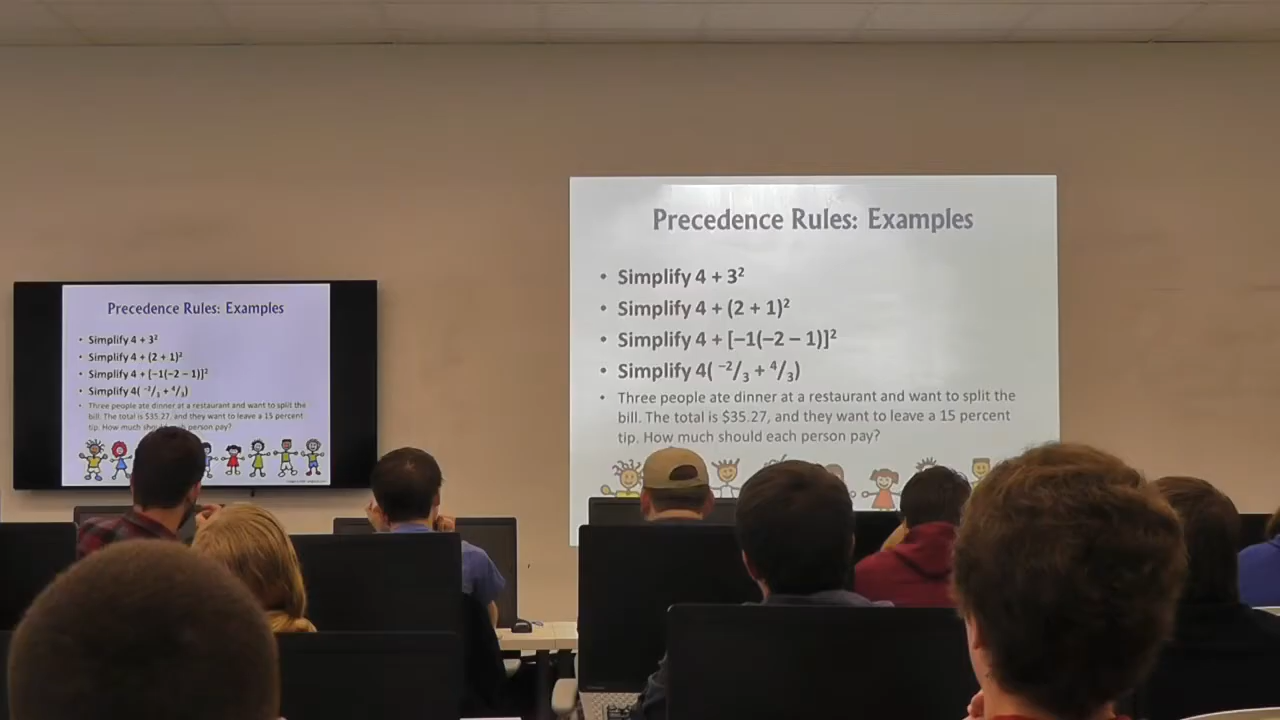 Precedence Rules: Examples
• Simplify 4 + 3²
• Simplify 4 + (2 + 1)²
• Simplify 4 + [–1(–2 – 1)]²
• Simplify 4( ⁻²/₃ + ⁴/₃)
• Three people ate dinner at a restaurant and want to split the
bill. The total is $35.27, and they want to leave a 15 percent
tip. How much should each person pay?
Precedence Rules: Examples
• Simplify 4 + 3²
• Simplify 4 + (2 + 1)²
• Simplify 4 + [–1(–2 – 1)]²
• Simplify 4( ⁻²/₃ + ⁴/₃)
• Three people ate dinner at a restaurant and want to split the
bill. The total is $35.27, and they want to leave a 15 percent
tip. How much should each person pay?